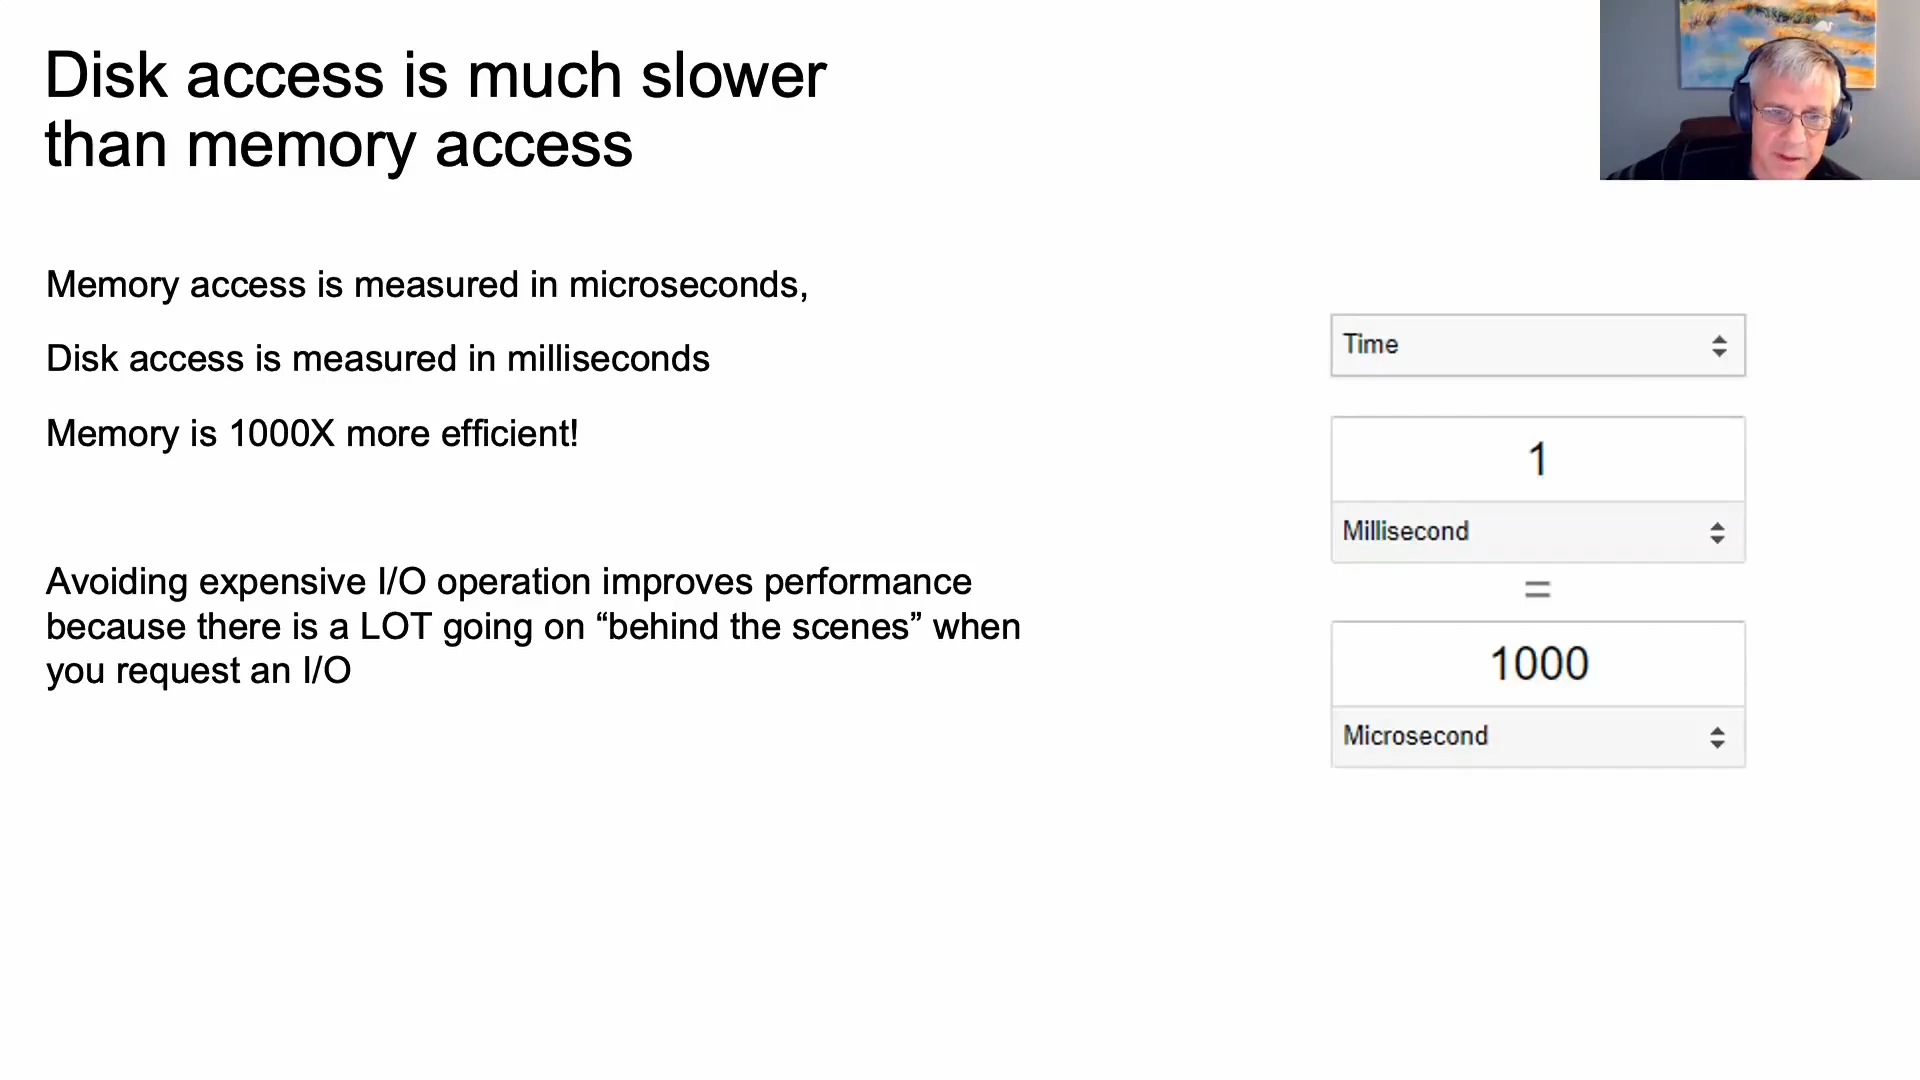 Disk access is much slower
than memory access
Memory access is measured in microseconds,
Disk access is measured in milliseconds
Memory is 1000X more efficient!
Avoiding expensive I/O operation improves performance
because there is a LOT going on “behind the scenes” when
you request an I/O
Time
1
Millisecond
=
1000
Microsecond